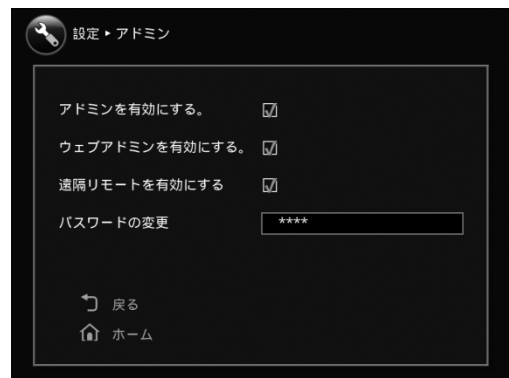 設定 ▸ アドミン
アドミンを有効にする。
ウェブアドミンを有効にする。
遠隔リモートを有効にする
パスワードの変更 ****
戻る
ホーム